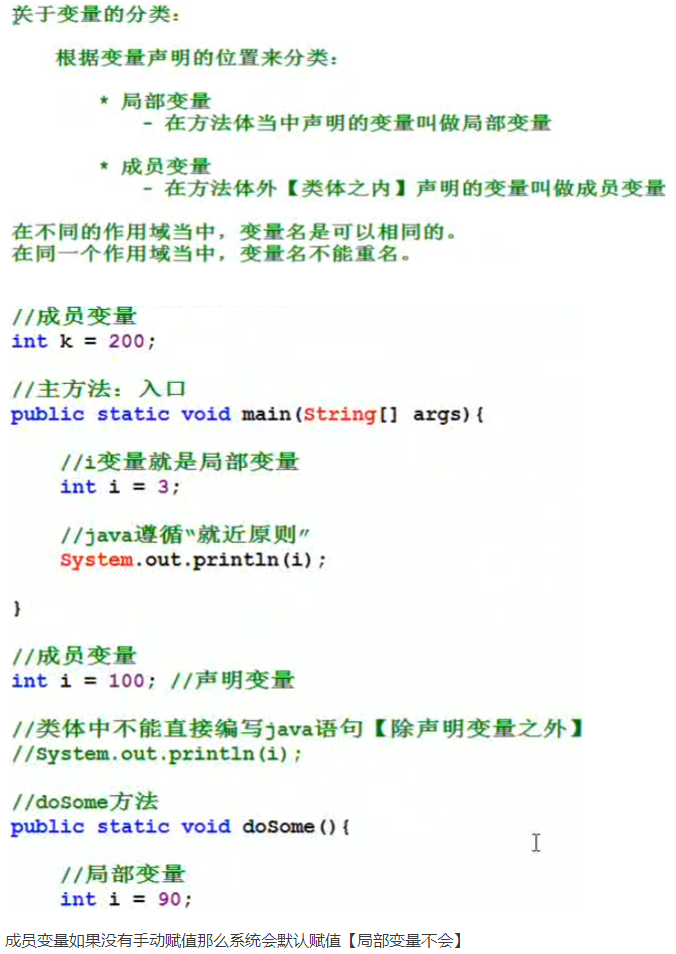 关于变量的分类：
根据变量声明的位置来分类：
* 局部变量
- 在方法体当中声明的变量叫做局部变量
* 成员变量
- 在方法体外【类体之内】声明的变量叫做成员变量
在不同的作用域当中，变量名是可以相同的。
在同一个作用域当中，变量名不能重名。
//成员变量
int k = 200;
//主方法：入口
public static void main(String[] args){
//i变量就是局部变量
int i = 3;
//java遵循“就近原则”
System.out.println(i);
}
//成员变量
int i = 100; //声明变量
//类体中不能直接编写java语句【除声明变量之外】
//System.out.println(i);
//doSome方法
public static void doSome(){
//局部变量
int i = 90;
成员变量如果没有手动赋值那么系统会默认赋值【局部变量不会】